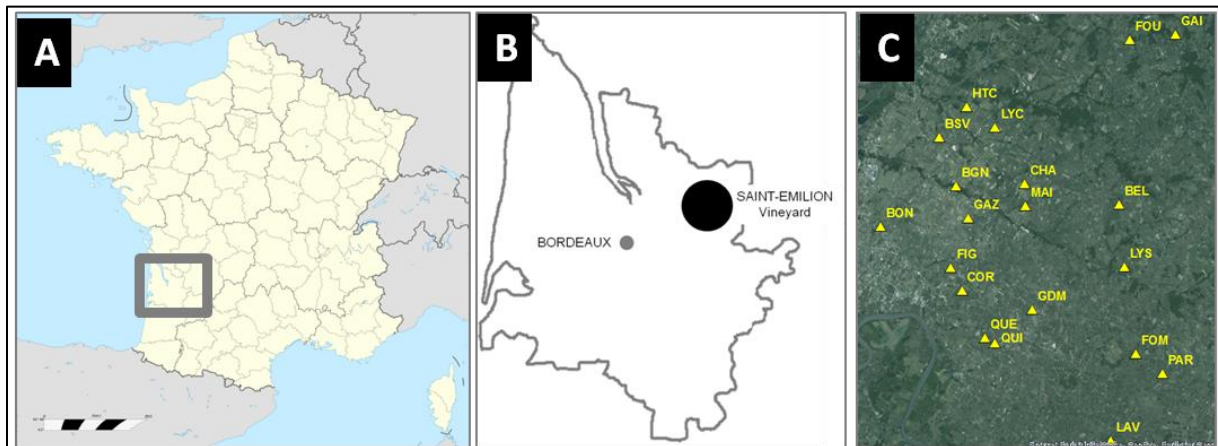 A
B
SAINT-EMILION
Vineyard
BORDEAUX
C
GAI
FOU
HTC
LYC
BSV
BGN
CHA
MAI
BEL
BON
GAZ
FIG
LYS
COR
GDM
QUE
QUI
FOM
PAR
LAV